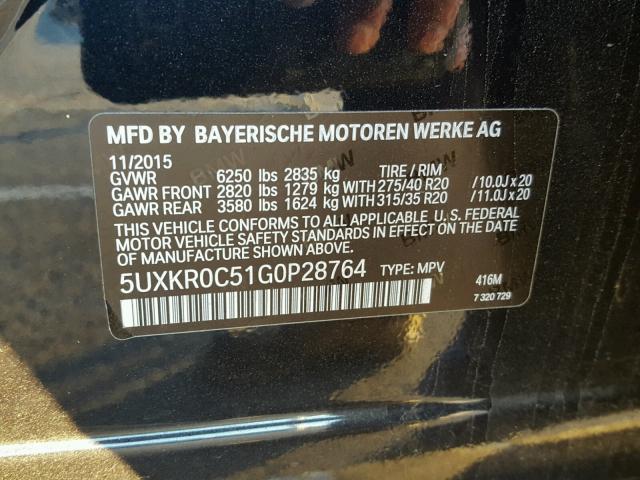 MFD BY BAYERISCHE MOTOREN WERKE AG
11/2015
GVWR 6250 lbs 2835 kg TIRE / RIM
GAWR FRONT 2820 lbs 1279 kg WITH 275/40 R20 / 10.0J x 20
GAWR REAR 3580 lbs 1624 kg WITH 315/35 R20 / 11.0J x 20
THIS VEHICLE CONFORMS TO ALL APPLICABLE U. S. FEDERAL
MOTOR VEHICLE SAFETY STANDARDS IN EFFECT ON THE DATE
OF MANUFACTURE SHOWN ABOVE.
5UXKR0C51G0P28764 TYPE: MPV 416M
7 320 729